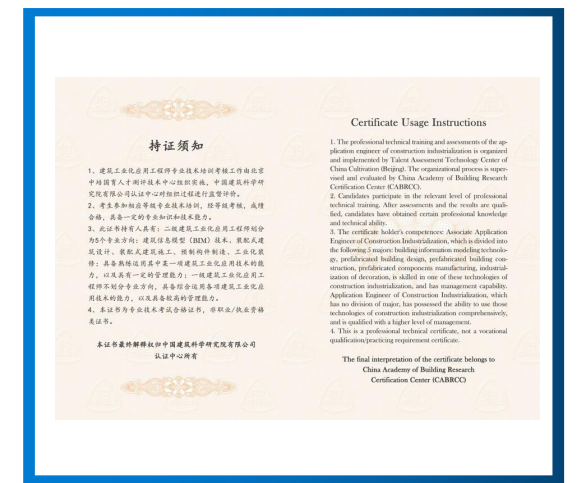 持证须知
1、建筑工业化应用工程师专业技术培训考核工作由北京
中培国育人才测评技术中心组织实施，中国建筑科学研
究院有限公司认证中心对组织过程进行监督评价。
2、考生参加相应等级专业技术培训，经等级考核，成绩
合格，具备一定的专业知识和技术能力。
3、此证书持有人具有：二级建筑工业化应用工程师划分
为5个专业方向：建筑信息模型（BIM）技术、装配式建
筑设计、装配式建筑施工、预制构件制造、工业化装
修；具备熟练运用其中某一项建筑工业化应用技术的能
力，以及具有一定的管理能力；一级建筑工业化应用工
程师不划分专业方向，具备综合运用各项建筑工业化应
用技术的能力，以及具备较高的管理能力。
4、本证书为专业技术考试合格证书，非职业/执业资格
类证书。
本证书最终解释权归中国建筑科学研究院有限公司
认证中心所有
Certificate Usage Instructions
1. The professional technical training and assessments of the ap-
plication engineer of construction industrialization is organized
and implemented by Talent Assessment Technology Center of
China Cultivation (Beijing). The organizational process is super-
vised and evaluated by China Academy of Building Research
Certification Center (CABRCC).
2. Candidates participate in the relevant level of professional
technical training. After assessments and the results are quali-
fied, candidates have obtained certain professional knowledge
and technical ability.
3. The certificate holder's competences: Associate Application
Engineer of Construction Industrialization, which is divided into
the following 5 majors: building information modeling technolo-
gy, prefabricated building design, prefabricated building con-
struction, prefabricated components manufacturing, industrial-
ization of decoration, is skilled in one of these technologies of
construction industrialization, and has management capability.
Application Engineer of Construction Industrialization, which
has no division of major, has possessed the ability to use those
technologies of construction industrialization comprehensively,
and is qualified with a higher level of management.
4. This is a professional technical certificate, not a vocational
qualification/practicing requirement certificate.
The final interpretation of the certificate belongs to
China Academy of Building Research
Certification Center (CABRCC)